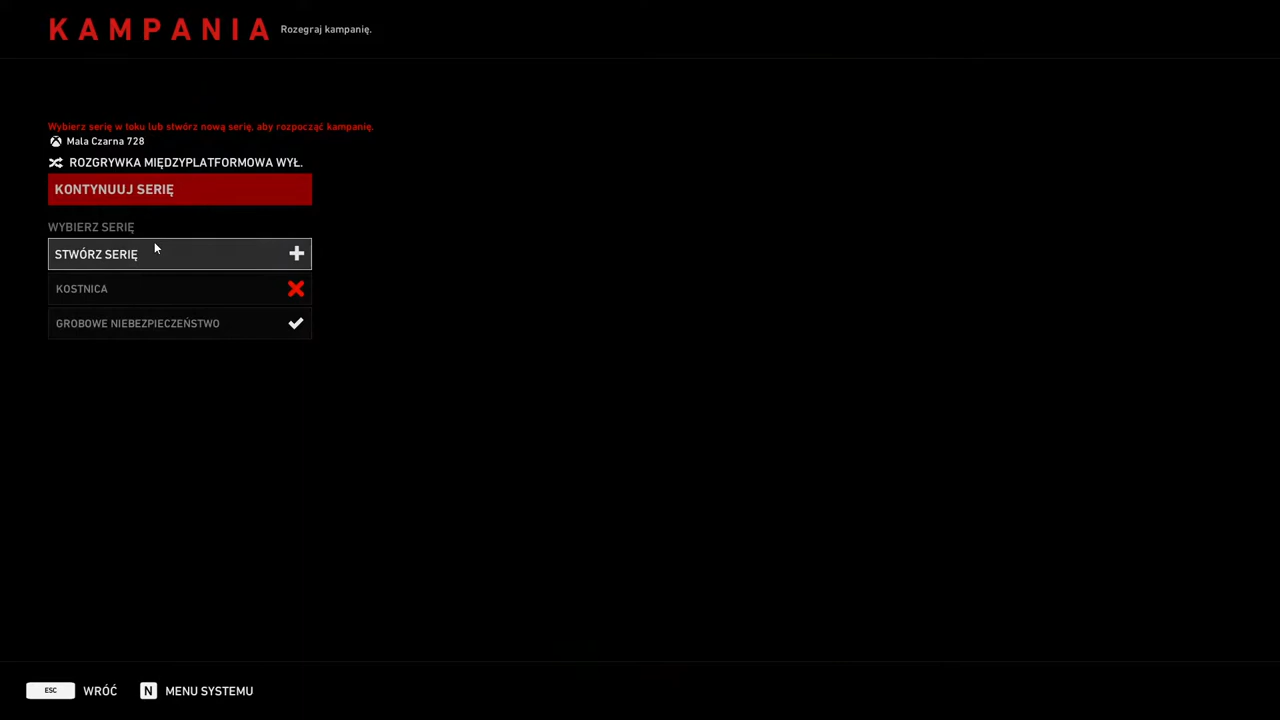 KAMPANIA Rozegraj kampanię.
Wybierz serię w toku lub stwórz nową serię, aby rozpocząć kampanię.
Mala Czarna 728
ROZGRYWKA MIĘDZYPLATFORMOWA WYŁ.
KONTYNUUJ SERIĘ
WYBIERZ SERIĘ
STWÓRZ SERIĘ
KOSTNICA
GROBOWE NIEBEZPIECZEŃSTWO
ESC WRÓĆ N MENU SYSTEMU